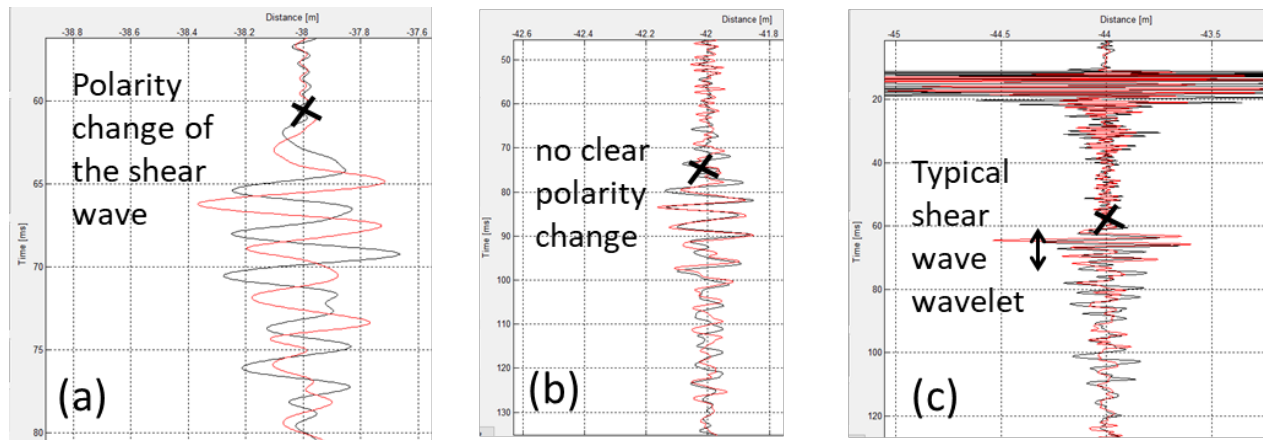 Distance [m]
-38.8 -38.6 -38.4 -38.2 -38 -37.8 -37.6
Time [ms]
60
65
70
75
80
Polarity
change of
the shear
wave
(a)
Distance [m]
-42.6 -42.4 -42.2 -42 -41.8
Time [ms]
50
60
70
80
90
100
110
120
130
no clear
polarity
change
(b)
Distance [m]
-45 -44.5 -44 -43.5
Time [ms]
20
40
60
80
100
120
Typical
shear
wave
wavelet
(c)